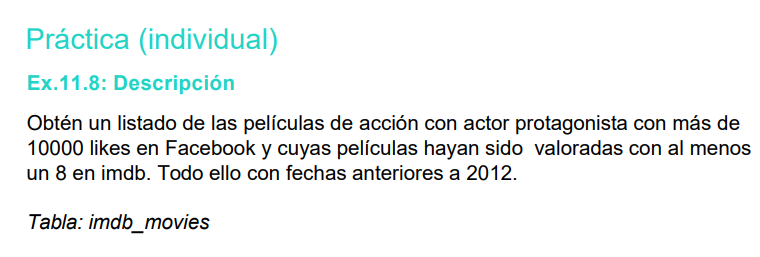 Práctica (individual)
Ex.11.8: Descripción
Obtén un listado de las películas de acción con actor protagonista con más de
10000 likes en Facebook y cuyas películas hayan sido valoradas con al menos
un 8 en imdb. Todo ello con fechas anteriores a 2012.
Tabla: imdb_movies